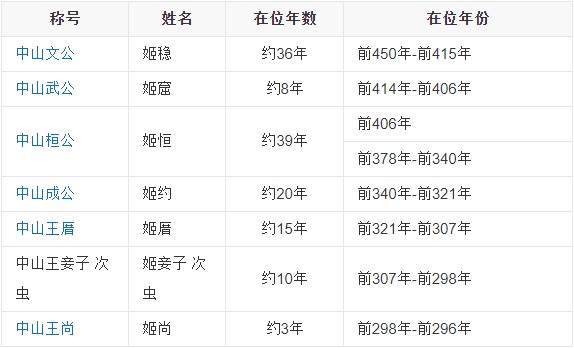 称号 姓名 在位年数 在位年份
中山文公 姬稳 约36年 前450年-前415年
中山武公 姬窟 约8年 前414年-前406年
中山桓公 姬恒 约39年 前406年
前378年-前340年
中山成公 姬约 约20年 前340年-前321年
中山王厝 姬厝 约15年 前321年-前307年
中山王妾子 次 姬妾子 次 约10年 前307年-前298年
虫 虫
中山王尚 姬尚 约3年 前298年-前296年